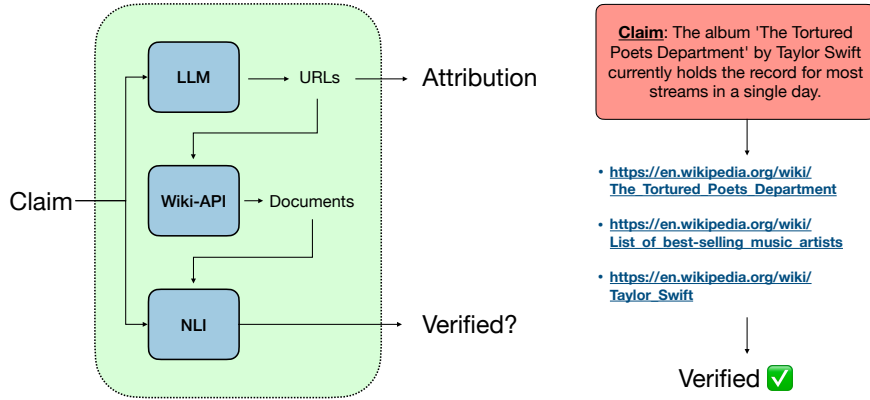 LLM
URLs
Attribution
Claim
Wiki-API
Documents
NLI
Verified?
Claim: The album 'The Tortured
Poets Department' by Taylor Swift
currently holds the record for most
streams in a single day.
• https://en.wikipedia.org/wiki/
The_Tortured_Poets_Department
• https://en.wikipedia.org/wiki/
List_of_best-selling_music_artists
• https://en.wikipedia.org/wiki/
Taylor_Swift
Verified ✅